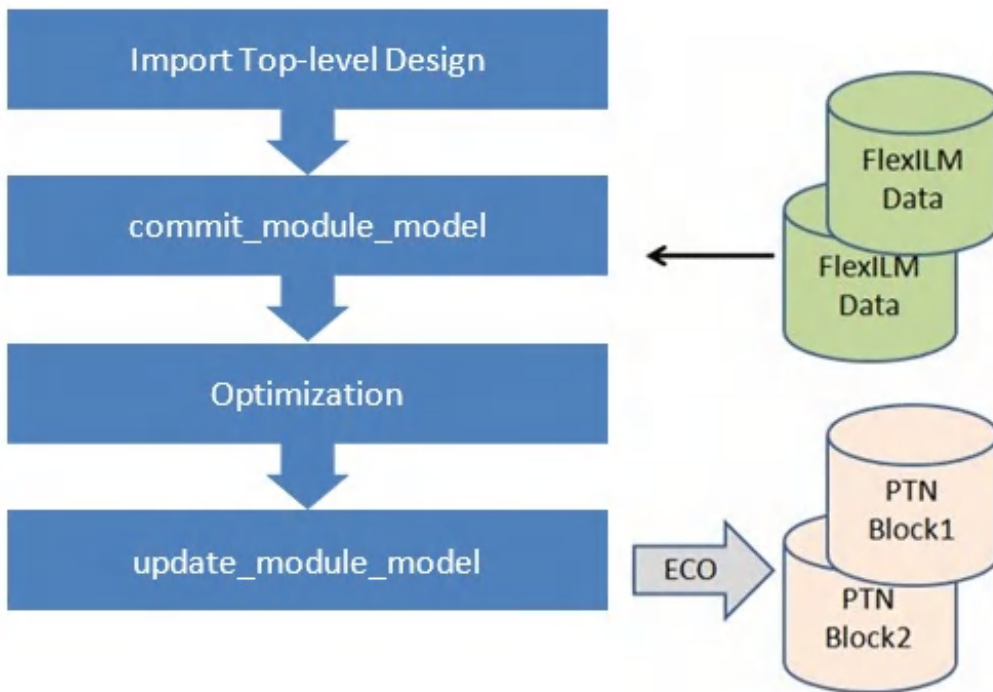 Import Top-level Design
commit_module_model
Optimization
update_module_model
FlexILM
Data
FlexILM
Data
ECO
PTN
Block1
PTN
Block2